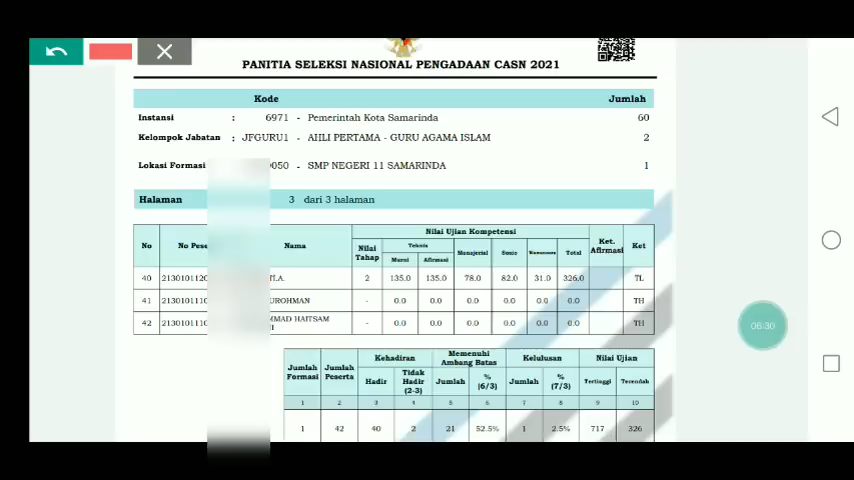 PANITIA SELEKSI NASIONAL PENGADAAN CASN 2021
Kode Jumlah
Instansi : 6971 - Pemerintah Kota Samarinda 60
Kelompok Jabatan : JFGURU1 - AHLI PERTAMA - GURU AGAMA ISLAM 2
Lokasi Formasi 0050 - SMP NEGERI 11 SAMARINDA 1
Halaman 3 dari 3 halaman
Nilai Ujian Kompetensi
No No Pese Nama Nilai Tahap Teknis Manajerial Sosio Total Ket. Afirmasi Ket
Murni Afirmasi
40 2130101120 T.A. 2 135.0 135.0 78.0 82.0 31.0 326.0 TL
41 2130101110 UROHMAN - 0.0 0.0 0.0 0.0 0.0 0.0 TH
42 2130101110 MMAD HAITSAM - 0.0 0.0 0.0 0.0 0.0 0.0 TH
Jumlah Formasi Jumlah Peserta Kehadiran Memenuhi Ambang Batas Kelulusan Nilai Ujian
Hadir Tidak Hadir (2-3) Jumlah % (6/3) Jumlah % (7/3) Tertinggi Terendah
1 2 3 4 5 6 7 8 9 10
1 42 40 2 21 52.5% 1 2.5% 717 326
06:30